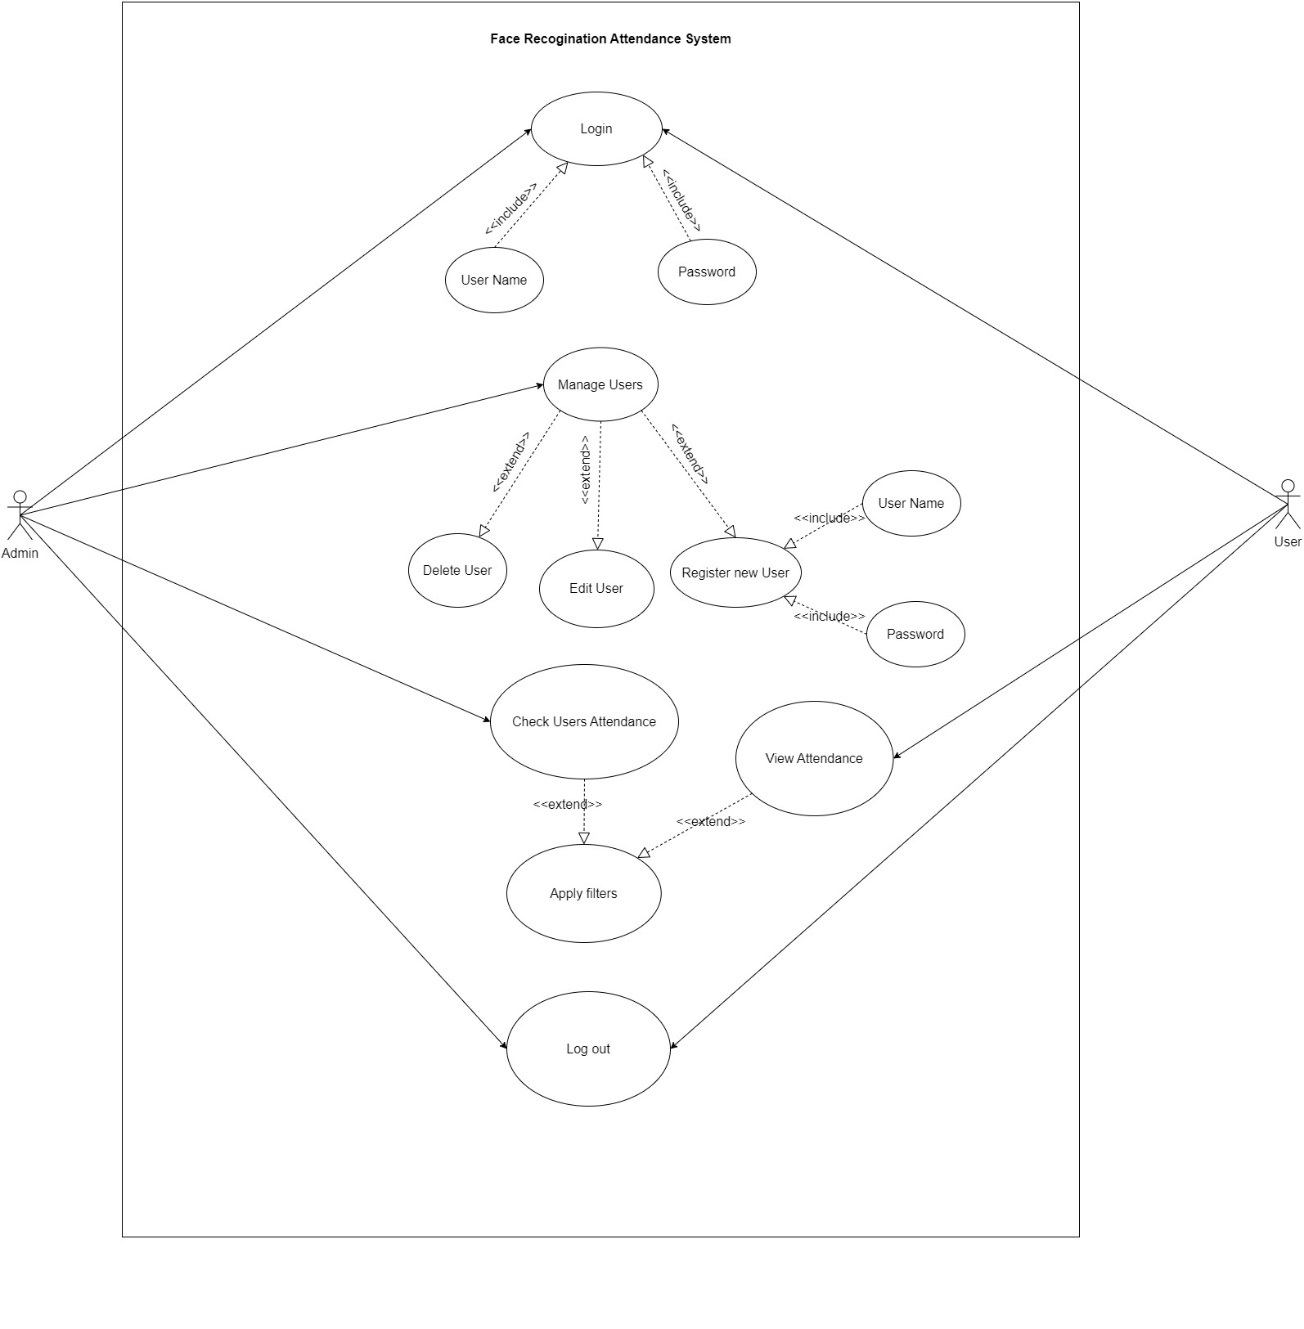 Face Recogination Attendance System
Login
<<include>>
<<include>>
User Name
Password
Manage Users
<<extend>>
<<extend>>
<<extend>>
User Name
<<include>>
Admin
User
Delete User
Edit User
Register new User
<<include>>
Password
Check Users Attendance
View Attendance
<<extend>>
<<extend>>
Apply filters
Log out